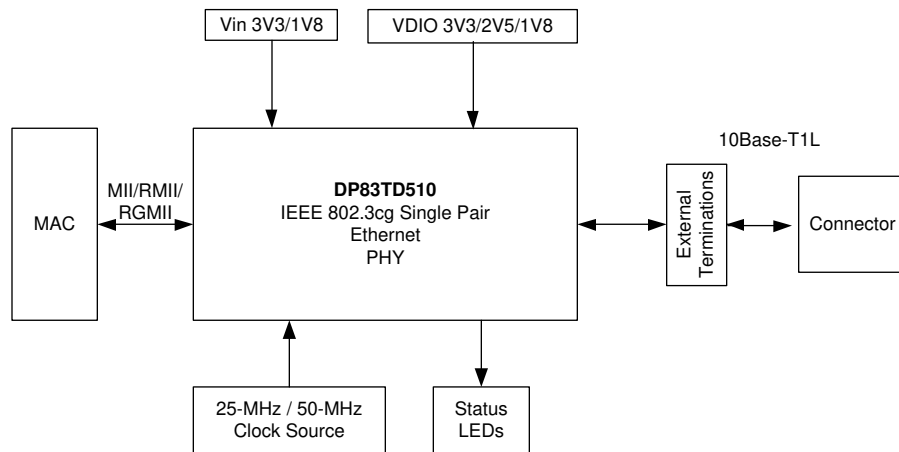 Vin 3V3/1V8
VDIO 3V3/2V5/1V8
MAC
MII/RMII/
RGMII
DP83TD510
IEEE 802.3cg Single Pair
Ethernet
PHY
10Base-T1L
External
Terminations
Connector
25-MHz / 50-MHz
Clock Source
Status
LEDs